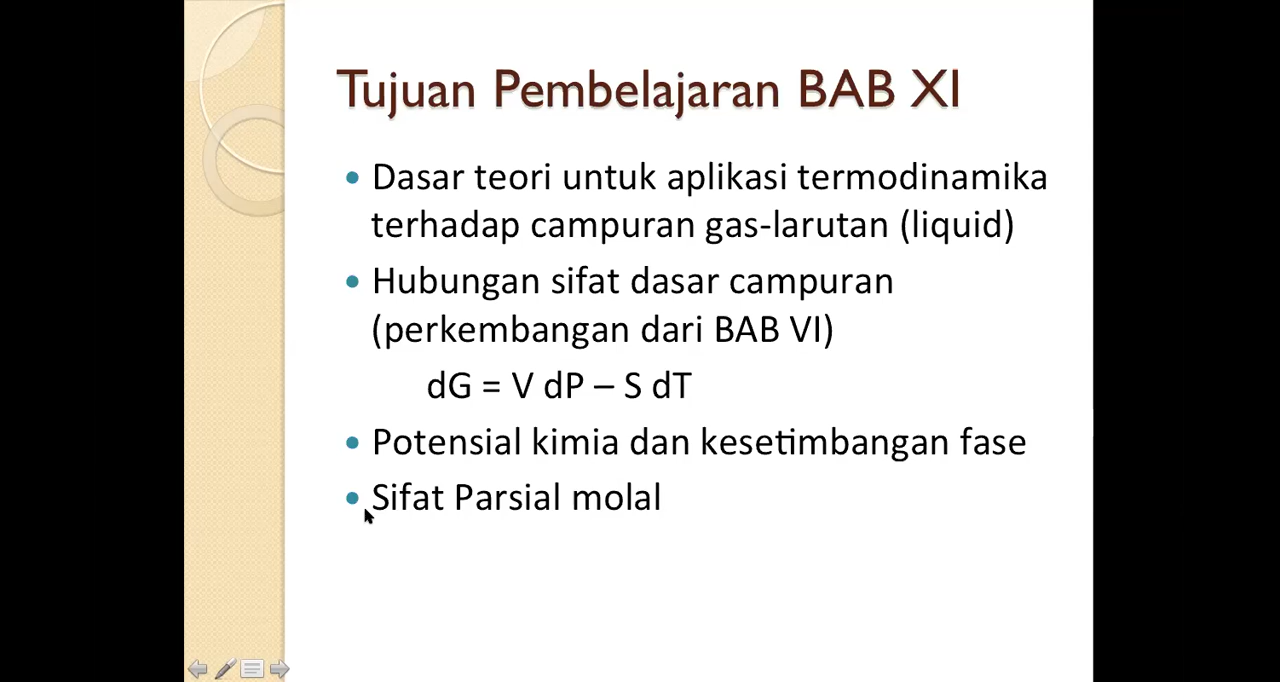 Tujuan Pembelajaran BAB XI
• Dasar teori untuk aplikasi termodinamika
terhadap campuran gas-larutan (liquid)
• Hubungan sifat dasar campuran
(perkembangan dari BAB VI)
dG = V dP – S dT
• Potensial kimia dan kesetimbangan fase
• Sifat Parsial molal